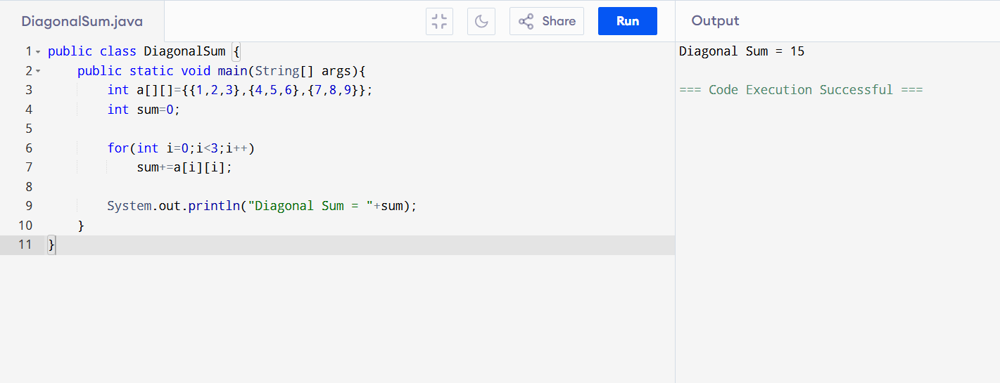 DiagonalSum.java Share Run Output
1 public class DiagonalSum {
2     public static void main(String[] args){
3         int a[][]={{1,2,3},{4,5,6},{7,8,9}};
4         int sum=0;
5
6         for(int i=0;i<3;i++)
7             sum+=a[i][i];
8
9         System.out.println("Diagonal Sum = "+sum);
10     }
11 }
Diagonal Sum = 15
=== Code Execution Successful ===